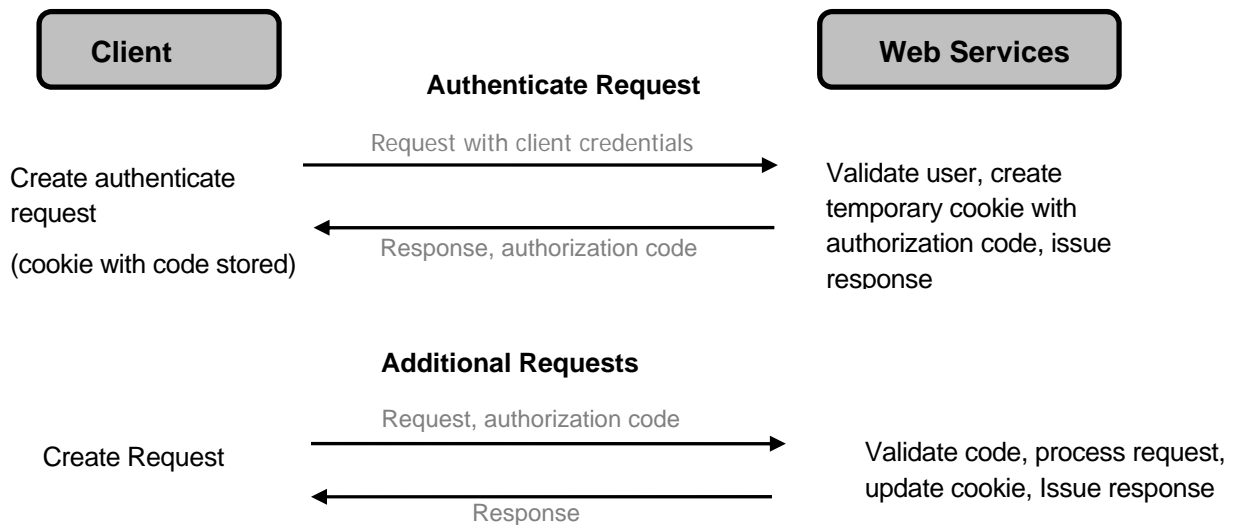 Client
Web Services
Authenticate Request
Request with client credentials
Create authenticate
request
(cookie with code stored)
Response, authorization code
Validate user, create
temporary cookie with
authorization code, issue
response
Additional Requests
Request, authorization code
Create Request
Validate code, process request,
update cookie, Issue response
Response